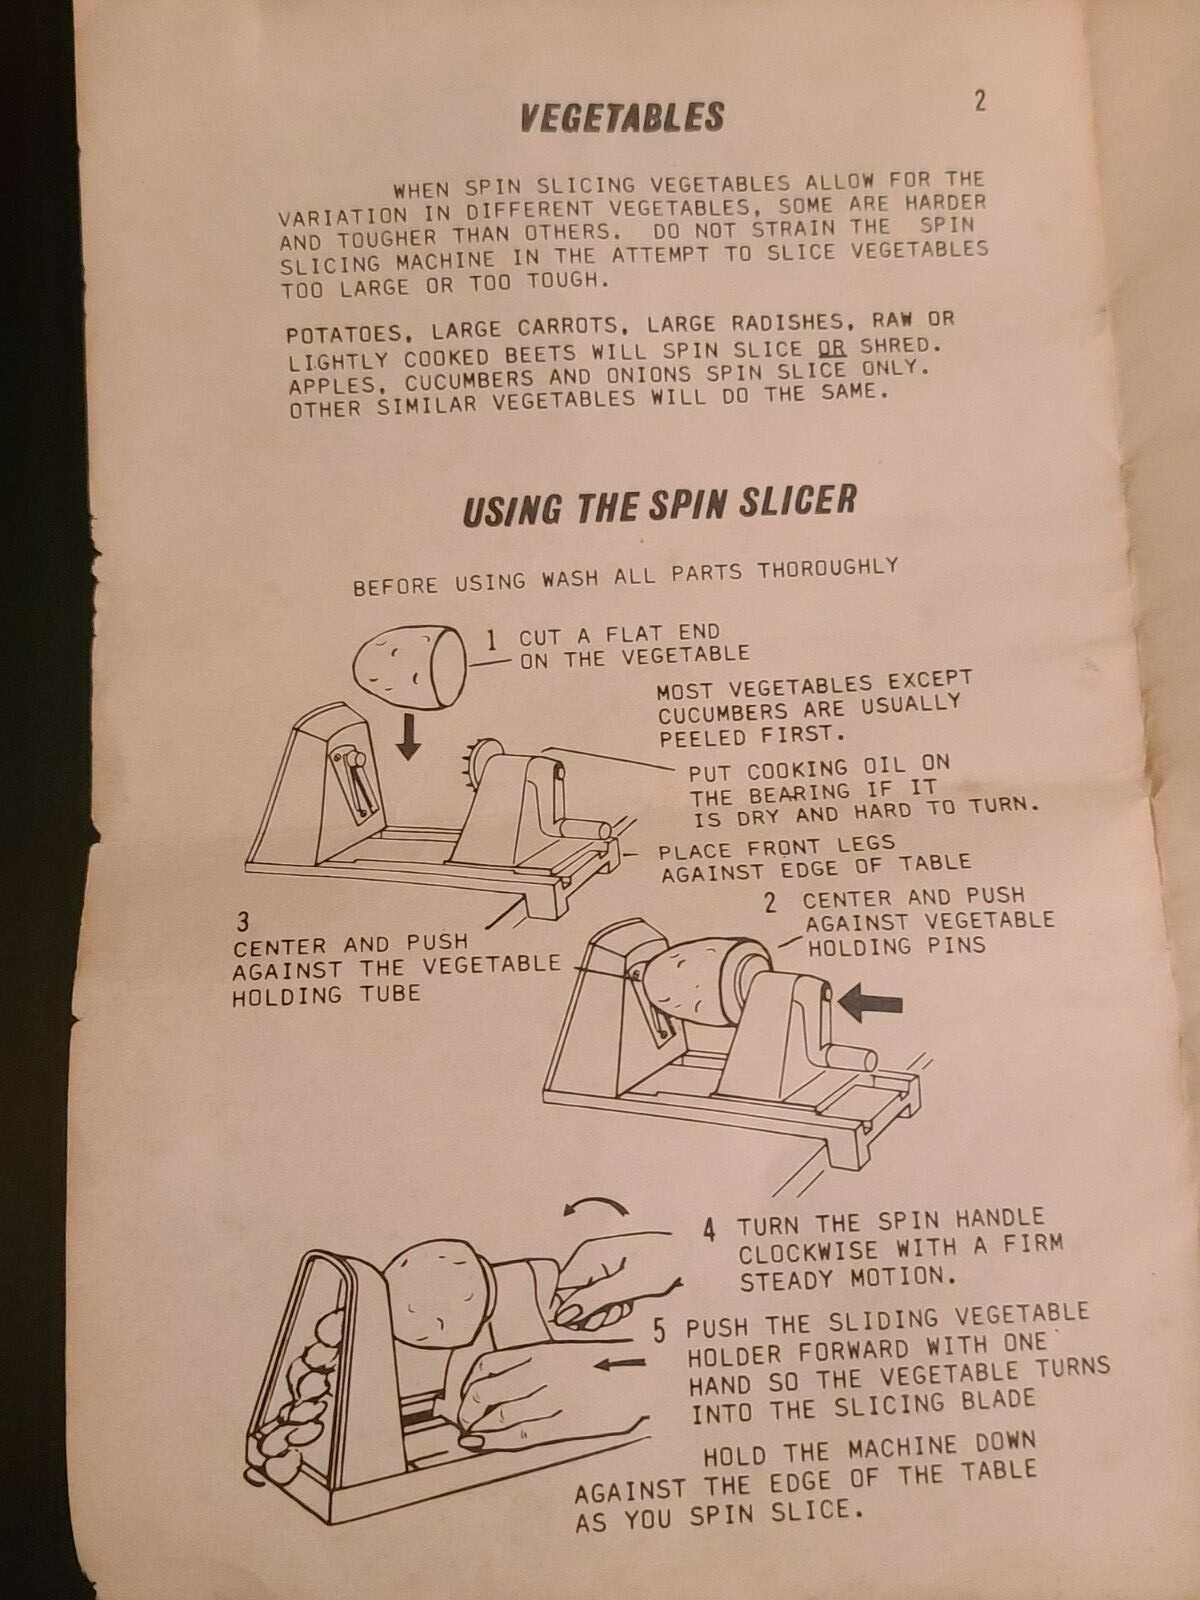 2
VEGETABLES
WHEN SPIN SLICING VEGETABLES ALLOW FOR THE
VARIATION IN DIFFERENT VEGETABLES, SOME ARE HARDER
AND TOUGHER THAN OTHERS. DO NOT STRAIN THE SPIN
SLICING MACHINE IN THE ATTEMPT TO SLICE VEGETABLES
TOO LARGE OR TOO TOUGH.
POTATOES, LARGE CARROTS, LARGE RADISHES, RAW OR
LIGHTLY COOKED BEETS WILL SPIN SLICE OR SHRED.
APPLES, CUCUMBERS AND ONIONS SPIN SLICE ONLY.
OTHER SIMILAR VEGETABLES WILL DO THE SAME.
USING THE SPIN SLICER
BEFORE USING WASH ALL PARTS THOROUGHLY
1 CUT A FLAT END
ON THE VEGETABLE
MOST VEGETABLES EXCEPT
CUCUMBERS ARE USUALLY
PEELED FIRST.
PUT COOKING OIL ON
THE BEARING IF IT
IS DRY AND HARD TO TURN.
PLACE FRONT LEGS
AGAINST EDGE OF TABLE
2 CENTER AND PUSH
AGAINST VEGETABLE
HOLDING PINS
3
CENTER AND PUSH
AGAINST THE VEGETABLE
HOLDING TUBE
4 TURN THE SPIN HANDLE
CLOCKWISE WITH A FIRM
STEADY MOTION.
5 PUSH THE SLIDING VEGETABLE
HOLDER FORWARD WITH ONE
HAND SO THE VEGETABLE TURNS
INTO THE SLICING BLADE
HOLD THE MACHINE DOWN
AGAINST THE EDGE OF THE TABLE
AS YOU SPIN SLICE.